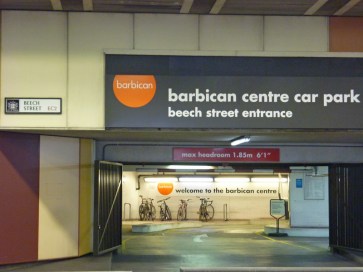 barbican
barbican centre car park
beech street entrance
BEECH
STREET EC2
max headroom 1.85m 6'1"
welcome to the barbican centre